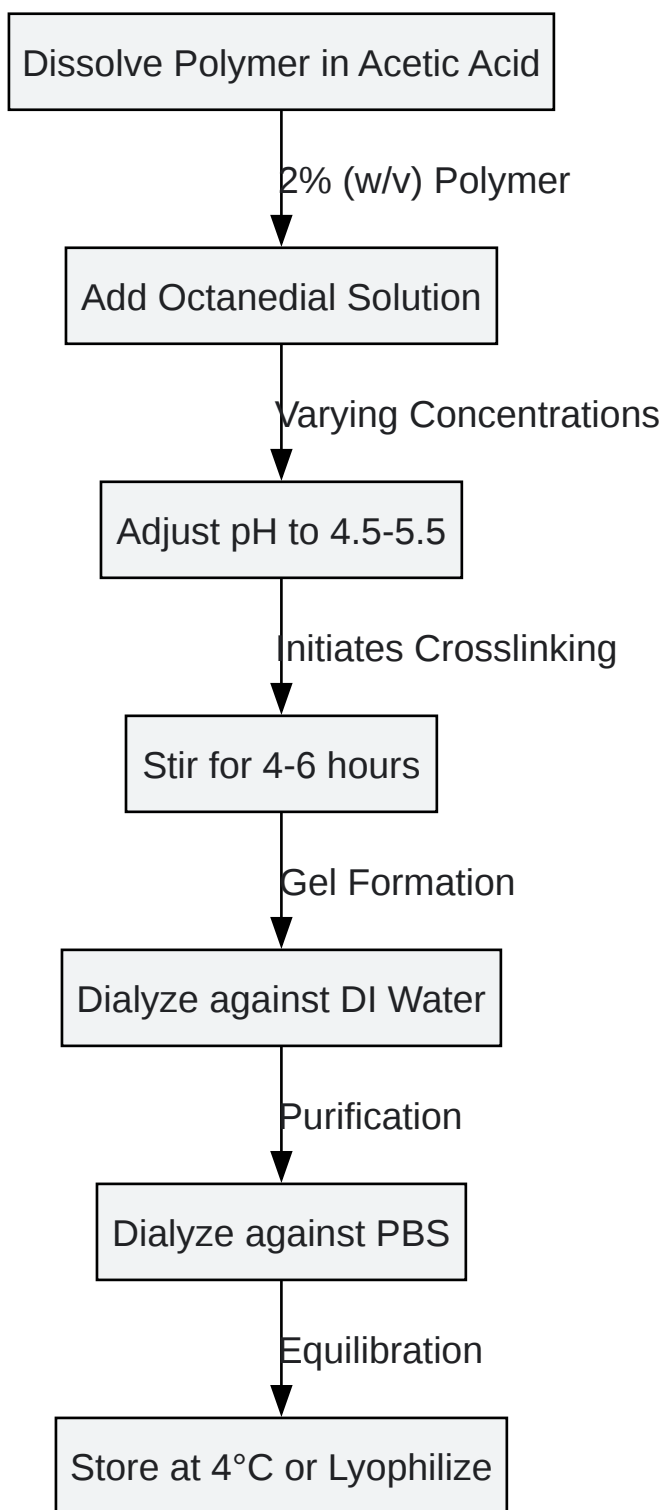 Dissolve Polymer in Acetic Acid
2% (w/v) Polymer
Add Octanedial Solution
Varying Concentrations
Adjust pH to 4.5-5.5
Initiates Crosslinking
Stir for 4-6 hours
Gel Formation
Dialyze against DI Water
Purification
Dialyze against PBS
Equilibration
Store at 4°C or Lyophilize